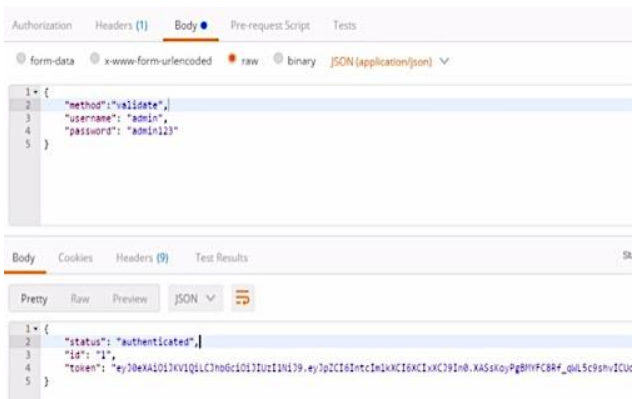 Authorization Headers (1) Body Pre-request Script Tests
form-data x-www-form-urlencoded raw binary JSON (application/json)
1 {
2 "method":"validate",
3 "username": "admin",
4 "password": "admin123"
5 }
Body Cookies Headers (9) Test Results
Pretty Raw Preview JSON
1 {
2 "status": "authenticated",
3 "id": "1",
4 "token":
5 }